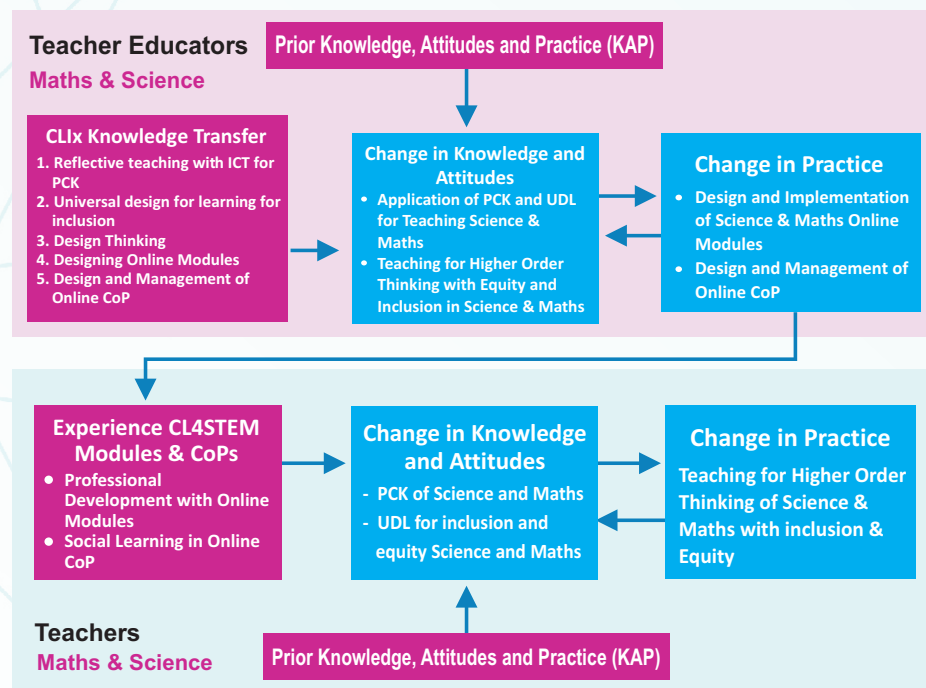 Teacher Educators
Maths & Science
Prior Knowledge, Attitudes and Practice (KAP)
CLIx Knowledge Transfer
1. Reflective teaching with ICT for
PCK
2. Universal design for learning for
inclusion
3. Design Thinking
4. Designing Online Modules
5. Design and Management of
Online CoP
Change in Knowledge and
Attitudes
• Application of PCK and UDL
for Teaching Science &
Maths
• Teaching for Higher Order
Thinking with Equity and
Inclusion in Science & Maths
Change in Practice
• Design and Implementation
of Science & Maths Online
Modules
• Design and Management of
Online CoP
Experience CL4STEM
Modules & CoPs
• Professional
Development with Online
Modules
• Social Learning in Online
CoP
Change in Knowledge
and Attitudes
- PCK of Science and Maths
- UDL for inclusion and
equity Science and Maths
Change in Practice
Teaching for Higher Order
Thinking of Science &
Maths with inclusion &
Equity
Teachers
Maths & Science
Prior Knowledge, Attitudes and Practice (KAP)